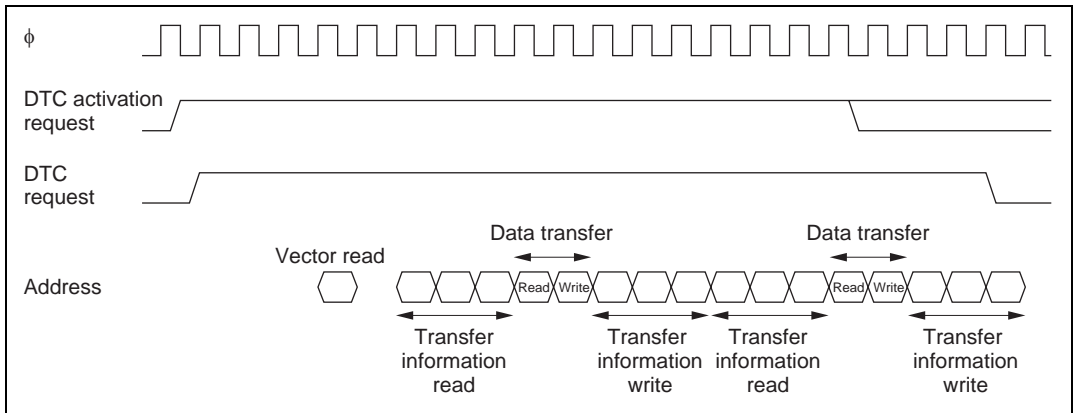 ϕ
DTC activation
request
DTC
request
Data transfer Data transfer
Vector read
Address
Read Write Read Write
Transfer Transfer Transfer Transfer
information information information information
read write read write